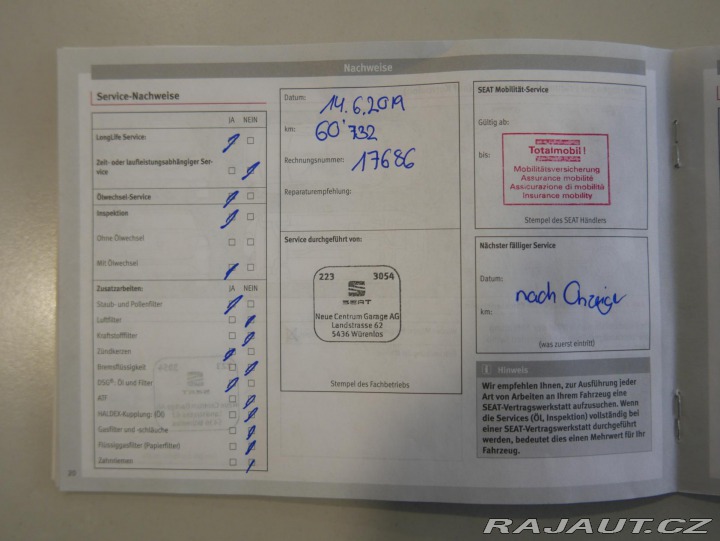 Nachweise
Service-Nachweise
JA NEIN
LongLife Service:
Zeit- oder laufleistungsabhängiger Ser-
vice
Ölwechsel-Service
Inspektion
Ohne Ölwechsel
Mit Ölwechsel
Zusatzarbeiten: JA NEIN
Staub- und Pollenfilter
Luftfilter
Kraftstofffilter
Zündkerzen
Bremsflüssigkeit
DSG®: Öl und Filter
ATF
HALDEX-Kupplung: (Öl)
Gasfilter und -schläuche
Flüssiggasfilter (Papierfilter)
Zahnriemen
20
Datum: 14.6.2019
km: 60'732
Rechnungsnummer: 17686
Reparaturempfehlung:
Service durchgeführt von:
223 3054
SEAT
Neue Centrum Garage AG
Landstrasse 62
5436 Würenlos
Stempel des Fachbetriebs
SEAT Mobilität-Service
Gültig ab:
bis:
Totalmobil!
Mobilitätsversicherung
Assurance mobilité
Assicurazione di mobilità
Insurance mobility
Stempel des SEAT Händlers
Nächster fälliger Service
Datum:
nach Anzeige
km:
(was zuerst eintritt)
Hinweis
Wir empfehlen Ihnen, zur Ausführung jeder
Art von Arbeiten an Ihrem Fahrzeug eine
SEAT-Vertragswerkstatt aufzusuchen. Wenn
die Services (Öl, Inspektion) vollständig bei
einer SEAT-Vertragswerkstatt durchgeführt
werden, bedeutet dies einen Mehrwert für Ihr
Fahrzeug.
RAJAUT.CZ